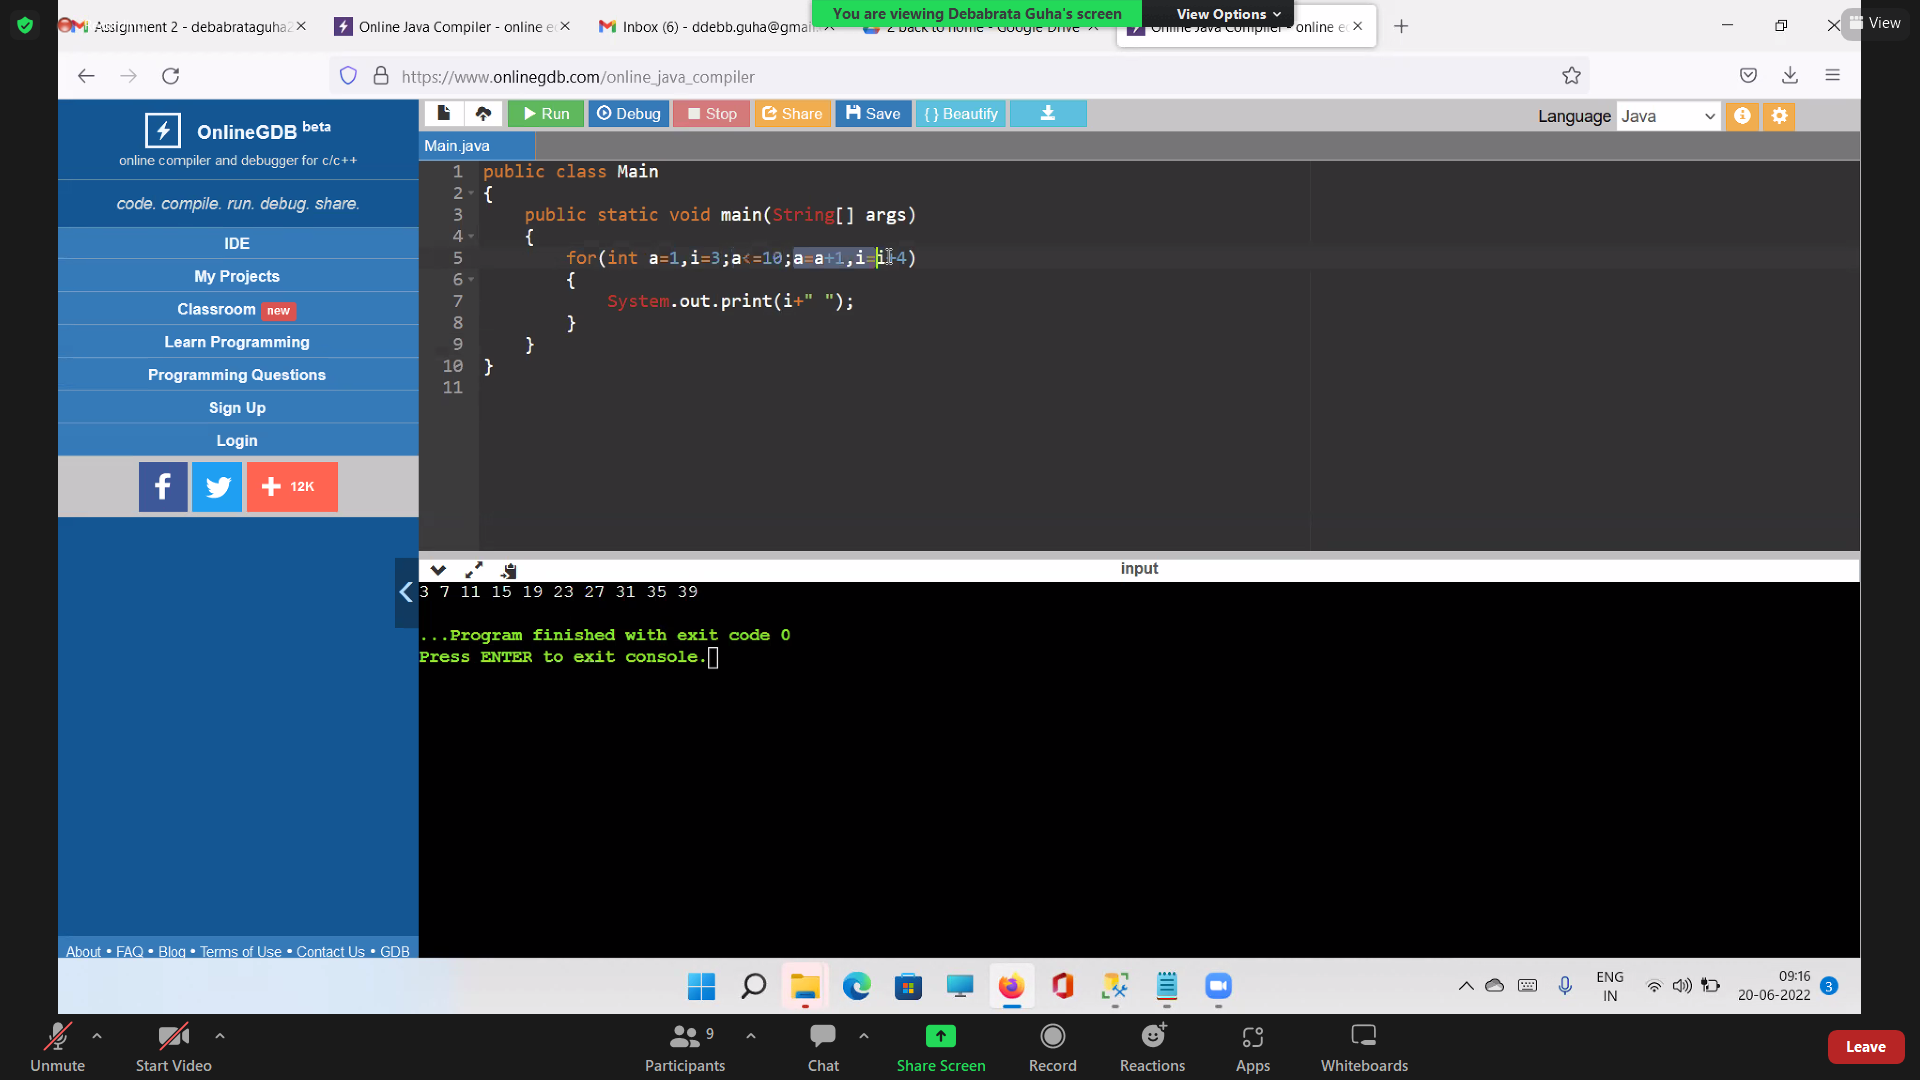 You are viewing Debabrata Guha's screen
View Options
View
Assignment 2 - debabrataguha2
Online Java Compiler - online e
Inbox (6) - ddebb.guha@gmai
2 back to home - Google Drive
Online Java Compiler - online e
https://www.onlinegdb.com/online_java_compiler
OnlineGDB beta
online compiler and debugger for c/c++
code. compile. run. debug. share.
IDE
My Projects
Classroom new
Learn Programming
Programming Questions
Sign Up
Login
12K
About • FAQ • Blog • Terms of Use • Contact Us • GDB
Run
Debug
Stop
Share
Save
{ } Beautify
Language Java
Main.java
1 public class Main
2 {
3 public static void main(String[] args)
4 {
5 for(int a=1,i=3;a<=10;a=a+1,i=i+4)
6 {
7 System.out.print(i+" ");
8 }
9 }
10 }
11
input
3 7 11 15 19 23 27 31 35 39
...Program finished with exit code 0
Press ENTER to exit console.
ENG
IN
09:16
20-06-2022
3
Unmute
Start Video
Participants 9
Chat
Share Screen
Record
Reactions
Apps
Whiteboards
Leave